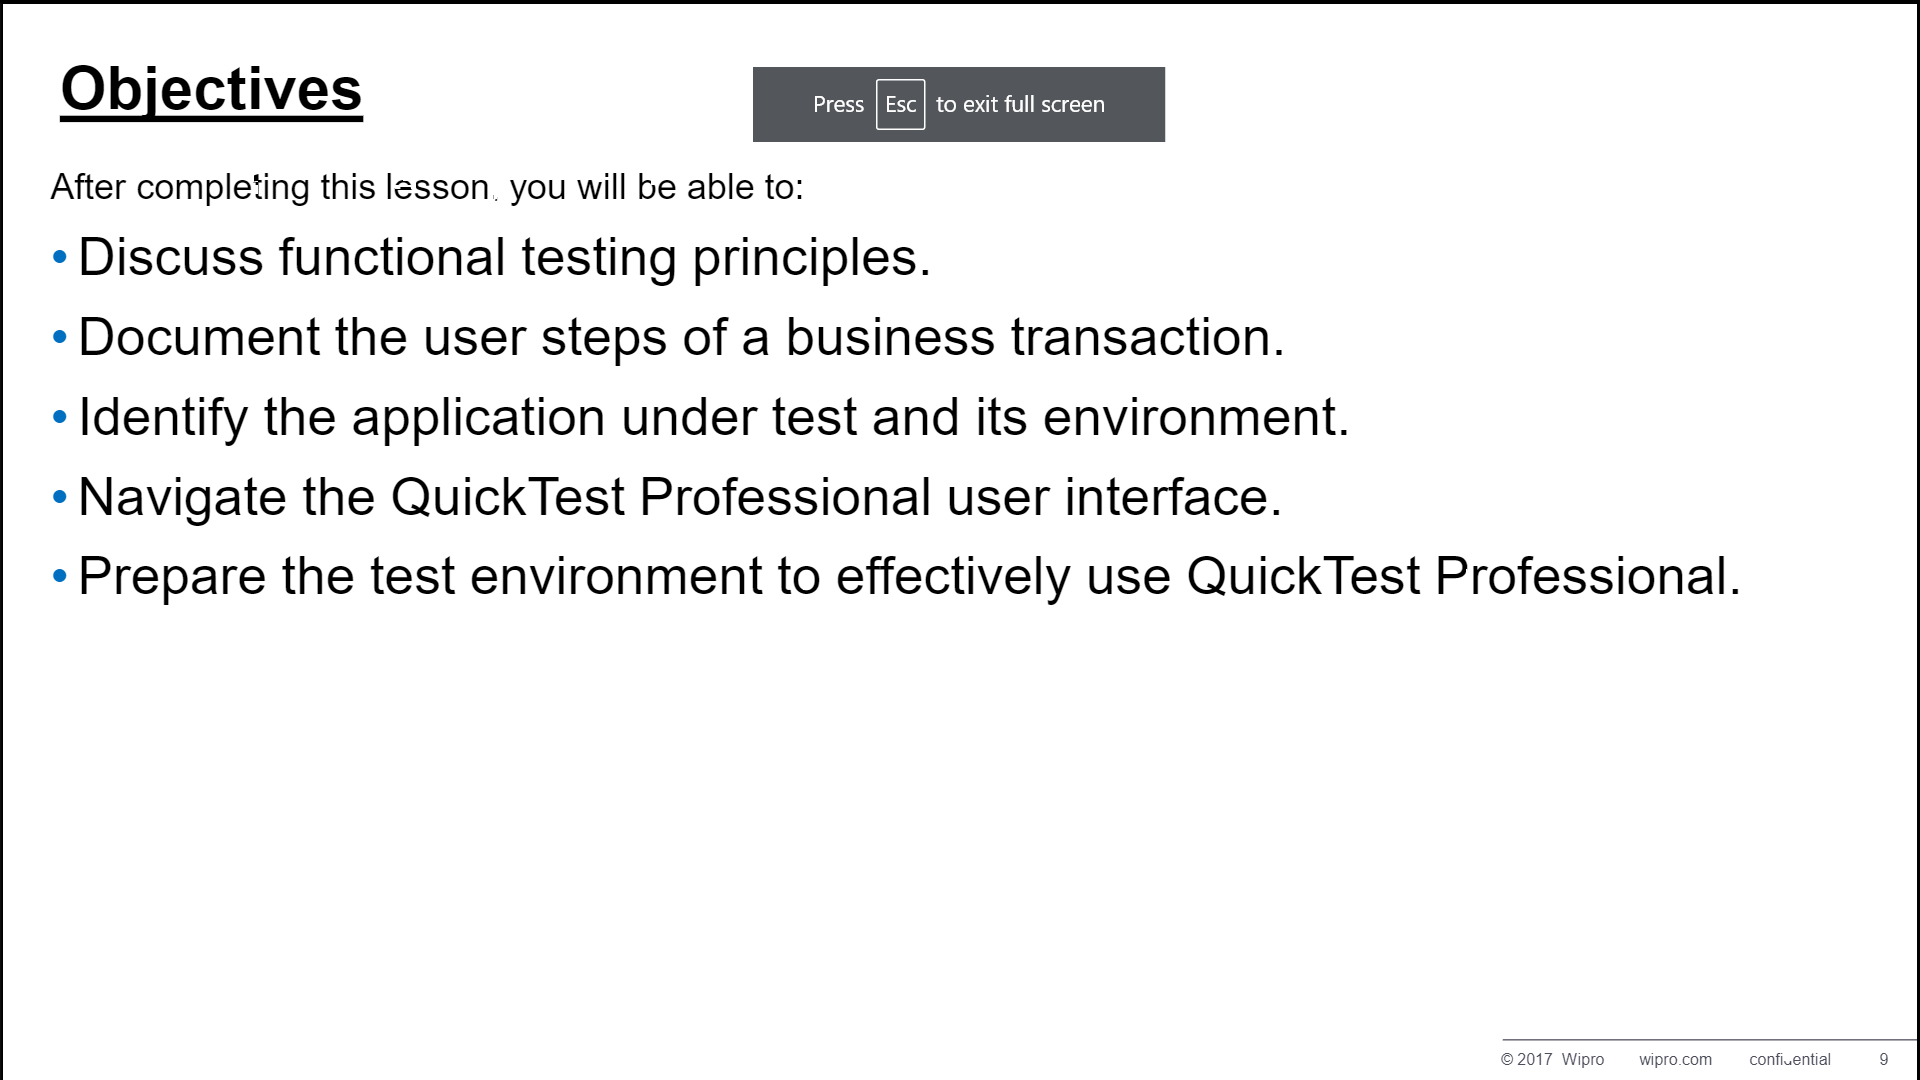 Objectives
Press Esc to exit full screen
After completing this lesson, you will be able to:
• Discuss functional testing principles.
• Document the user steps of a business transaction.
• Identify the application under test and its environment.
• Navigate the QuickTest Professional user interface.
• Prepare the test environment to effectively use QuickTest Professional.
© 2017 Wipro wipro.com confidential 9